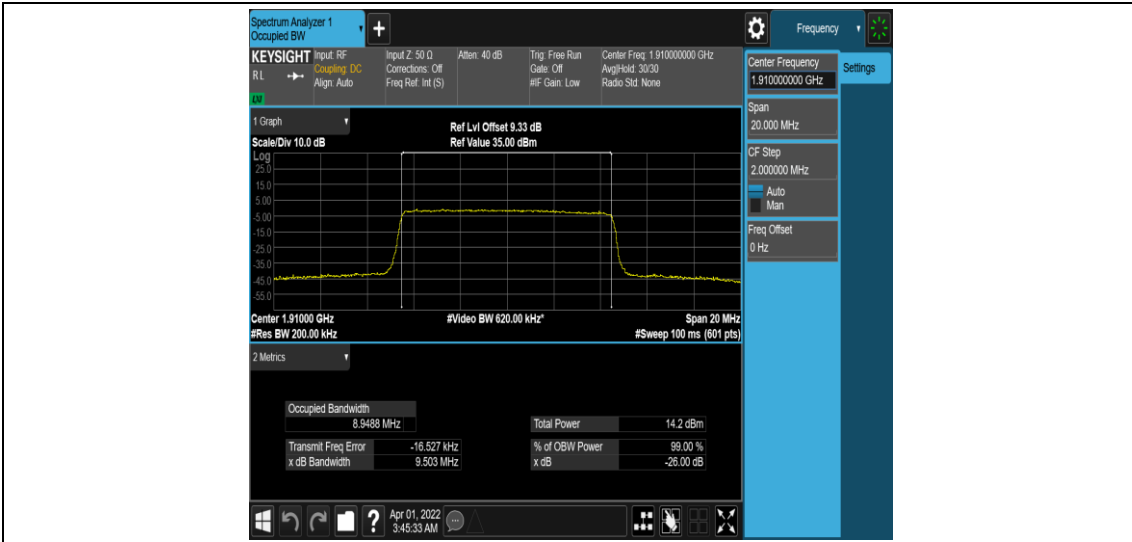 Spectrum Analyzer 1
Occupied BW
Frequency
KEYSIGHT
R L
LXI
Input: RF
Coupling: DC
Align: Auto
Input Z: 50 Ω
Corrections: Off
Freq Ref: Int (S)
Atten: 40 dB
Trig: Free Run
Gate: Off
#IF Gain: Low
Center Freq: 1.910000000 GHz
Avg|Hold: 30/30
Radio Std: None
Center Frequency
1.910000000 GHz
Settings
Span
20.000 MHz
CF Step
2.000000 MHz
Auto
Man
Freq Offset
0 Hz
1 Graph
Ref Lvl Offset 9.33 dB
Scale/Div 10.0 dB
Ref Value 35.00 dBm
Log
25.0
15.0
5.00
-5.00
-15.0
-25.0
-35.0
-45.0
-55.0
Center 1.91000 GHz
#Video BW 620.00 kHz*
Span 20 MHz
#Res BW 200.00 kHz
#Sweep 100 ms (601 pts)
2 Metrics
Occupied Bandwidth
8.9488 MHz
Total Power
14.2 dBm
Transmit Freq Error
-16.527 kHz
% of OBW Power
99.00 %
x dB Bandwidth
9.503 MHz
x dB
-26.00 dB
Apr 01, 2022
3:45:33 AM